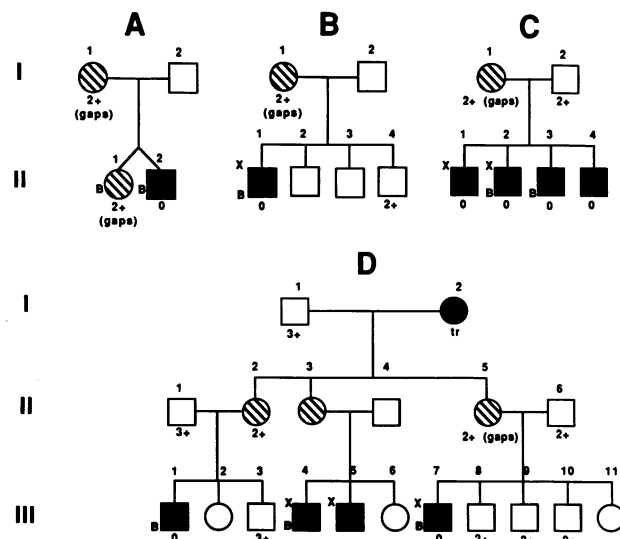 A B C
1 2 1 2 1 2
I
2+ 2+ 2+ (gaps) 2+
(gaps) (gaps)
1 2 1 2 3 4 1 2 3 4
X X X
II
B B B B B
2+ 0 0 2+ 0 0 0 0
(gaps)
D
1 2
I
3+ tr
1 2 3 4 5 6
II
3+ 2+ 2+ (gaps) 2+
1 2 3 4 5 6 7 8 9 10 11
X X X
III
B B B
0 3+ 0 2+ 2+ 2+